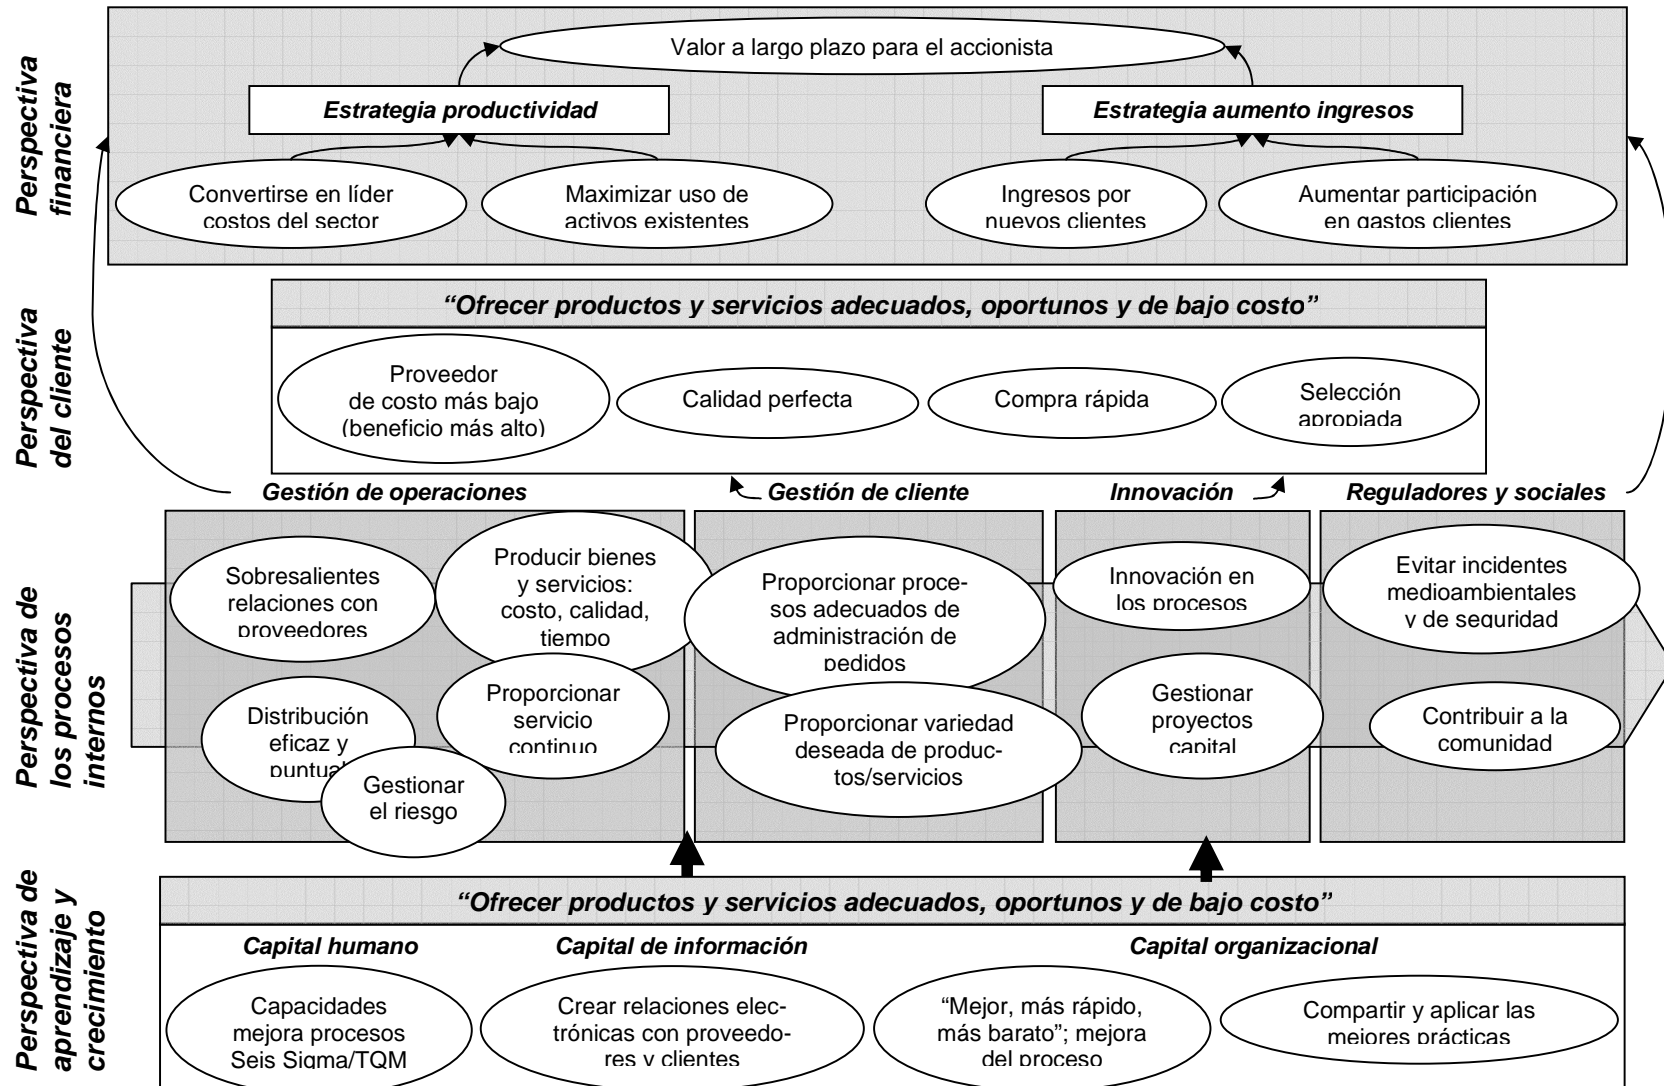 Perspectiva
financiera
Valor a largo plazo para el accionista
Estrategia productividad
Estrategia aumento ingresos
Convertirse en líder
costos del sector
Maximizar uso de
activos existentes
Ingresos por
nuevos clientes
Aumentar participación
en gastos clientes
Perspectiva
del cliente
“Ofrecer productos y servicios adecuados, oportunos y de bajo costo”
Proveedor
de costo más bajo
(beneficio más alto)
Calidad perfecta
Compra rápida
Selección
apropiada
Perspectiva de
los procesos
internos
Gestión de operaciones
Gestión de cliente
Innovación
Reguladores y sociales
Sobresalientes
relaciones con
proveedores
Producir bienes
y servicios:
costo, calidad,
tiempo
Distribución
eficaz y
puntual
Proporcionar
servicio
continuo
Gestionar
el riesgo
Proporcionar proce-
sos adecuados de
administración de
pedidos
Proporcionar variedad
deseada de produc-
tos/servicios
Innovación en
los procesos
Gestionar
proyectos
capital
Evitar incidentes
medioambientales
y de seguridad
Contribuir a la
comunidad
Perspectiva de
aprendizaje y
crecimiento
“Ofrecer productos y servicios adecuados, oportunos y de bajo costo”
Capital humano
Capital de información
Capital organizacional
Capacidades
mejora procesos
Seis Sigma/TQM
Crear relaciones elec-
trónicas con proveedo-
res y clientes
“Mejor, más rápido,
más barato”; mejora
del proceso
Compartir y aplicar las
mejores prácticas